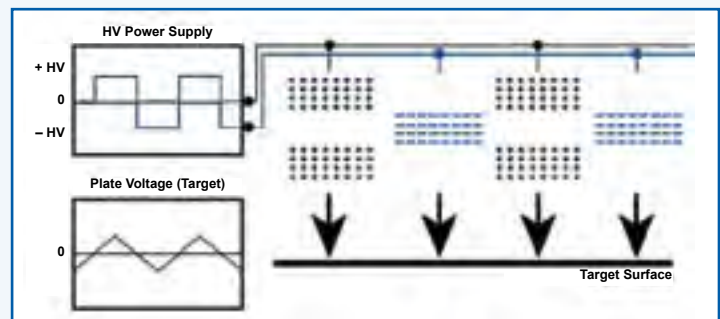 HV Power Supply
+ HV
0
– HV
Plate Voltage (Target)
0
Target Surface